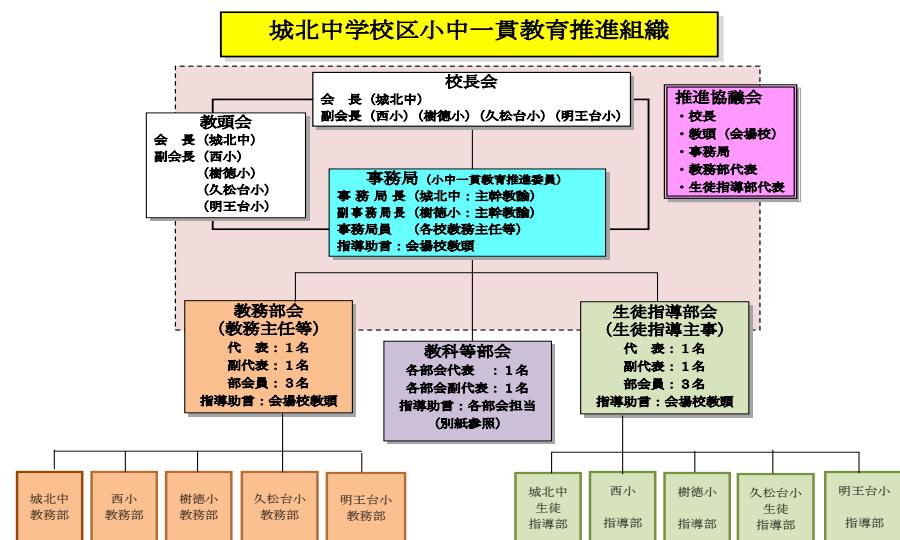 城北中学校区小中一貫教育推進組織
校長会
会　長（城北中）
副会長（西小）（樹徳小）（久松台小）（明王台小）
教頭会
会　長（城北中）
副会長（西小）
（樹徳小）
（久松台小）
（明王台小）
推進協議会
・校長
・教頭（会場校）
・事務局
・教務部代表
・生徒指導部代表
事務局（小中一貫教育推進委員）
事務局長（城北中：主幹教諭）
副事務局長（樹徳小：主幹教諭）
事務局員　（各校教務主任等）
指導助言：会場校教頭
教務部会
（教務主任等）
代　表：１名
副代表：１名
部会員：３名
指導助言：会場校教頭
教科等部会
各部会代表　：１名
各部会副代表：１名
指導助言：各部会担当
（別紙参照）
生徒指導部会
（生徒指導主事）
代　表：１名
副代表：１名
部会員：３名
指導助言：会場校教頭
城北中
教務部
西小
教務部
樹徳小
教務部
久松台小
教務部
明王台小
教務部
城北中
生徒
指導部
西小
指導部
樹徳小
指導部
久松台小
生徒
指導部
明王台小
指導部